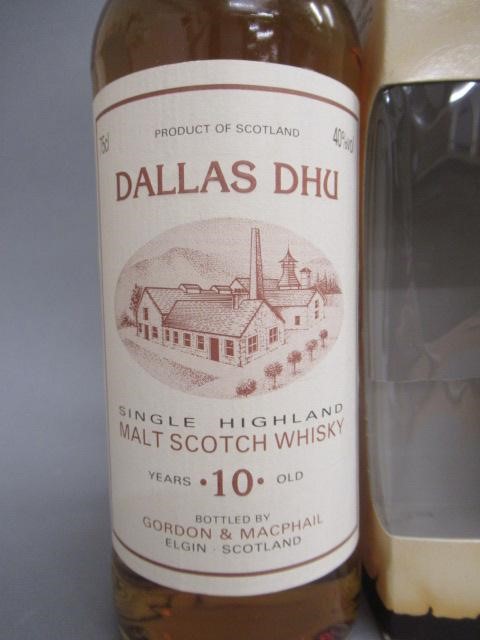 PRODUCT OF SCOTLAND
75cl 40%vol
DALLAS DHU
SINGLE HIGHLAND
MALT SCOTCH WHISKY
YEARS ·10· OLD
BOTTLED BY
GORDON & MACPHAIL
ELGIN · SCOTLAND